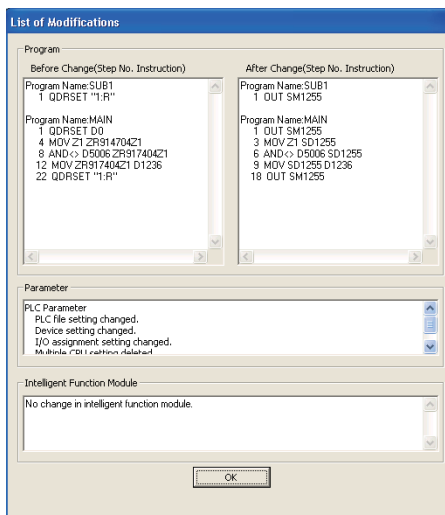 List of Modifications
Program
Before Change(Step No. Instruction)
After Change(Step No. Instruction)
Program Name:SUB1
1 QDRSET "1:R"
Program Name:MAIN
1 QDRSET D0
4 MOV Z1 ZR914704Z1
8 AND<> D5006 ZR917404Z1
12 MOV ZR917404Z1 D1236
22 QDRSET "1:R"
Program Name:SUB1
1 OUT SM1255
Program Name:MAIN
1 OUT SM1255
3 MOV Z1 SD1255
6 AND<> D5006 SD1255
9 MOV SD1255 D1236
18 OUT SM1255
Parameter
PLC Parameter
PLC file setting changed.
Device setting changed.
I/O assignment setting changed.
Multiple CPU setting deleted
Intelligent Function Module
No change in intelligent function module.
OK